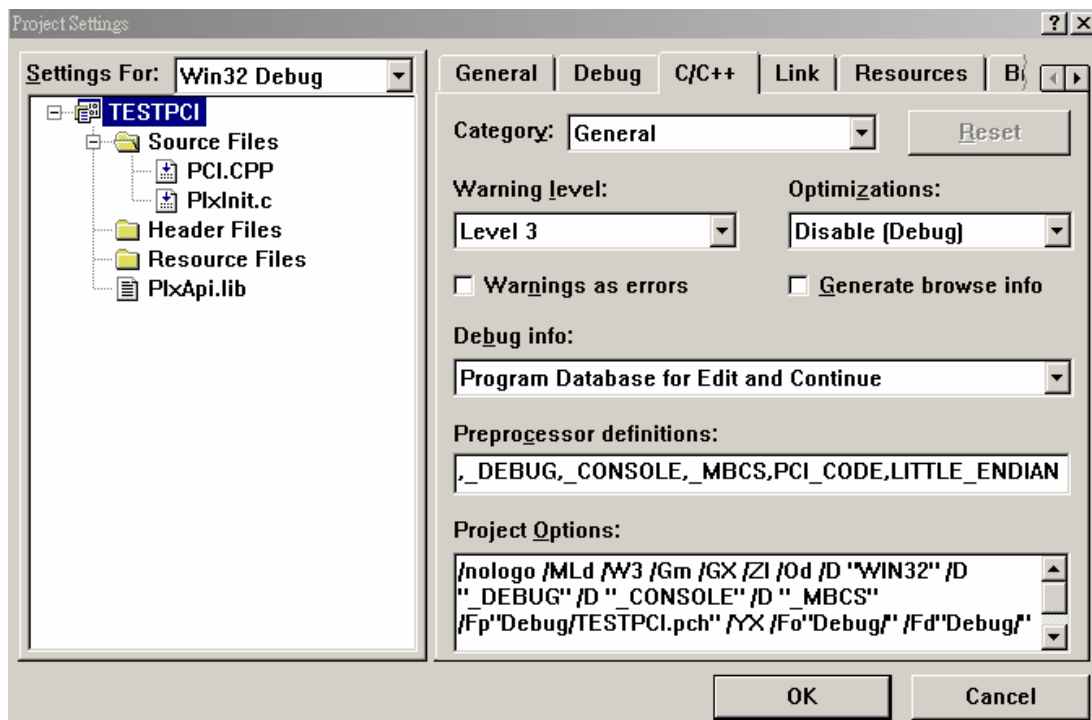 Project Settings
Settings For: Win32 Debug
TESTPCI
Source Files
PCI.CPP
PlxInit.c
Header Files
Resource Files
PlxApi.lib
General Debug C/C++ Link Resources
Category: General Reset
Warning level: Optimizations:
Level 3 Disable (Debug)
Warnings as errors Generate browse info
Debug info:
Program Database for Edit and Continue
Preprocessor definitions:
,_DEBUG,_CONSOLE,_MBCS,PCI_CODE,LITTLE_ENDIAN
Project Options:
/nologo /MLd /W3 /Gm /GX /ZI /Od /D "WIN32" /D
"_DEBUG" /D "_CONSOLE" /D "_MBCS"
/Fp"Debug/TESTPCI.pch" /YX /Fo"Debug/" /Fd"Debug/"
OK Cancel